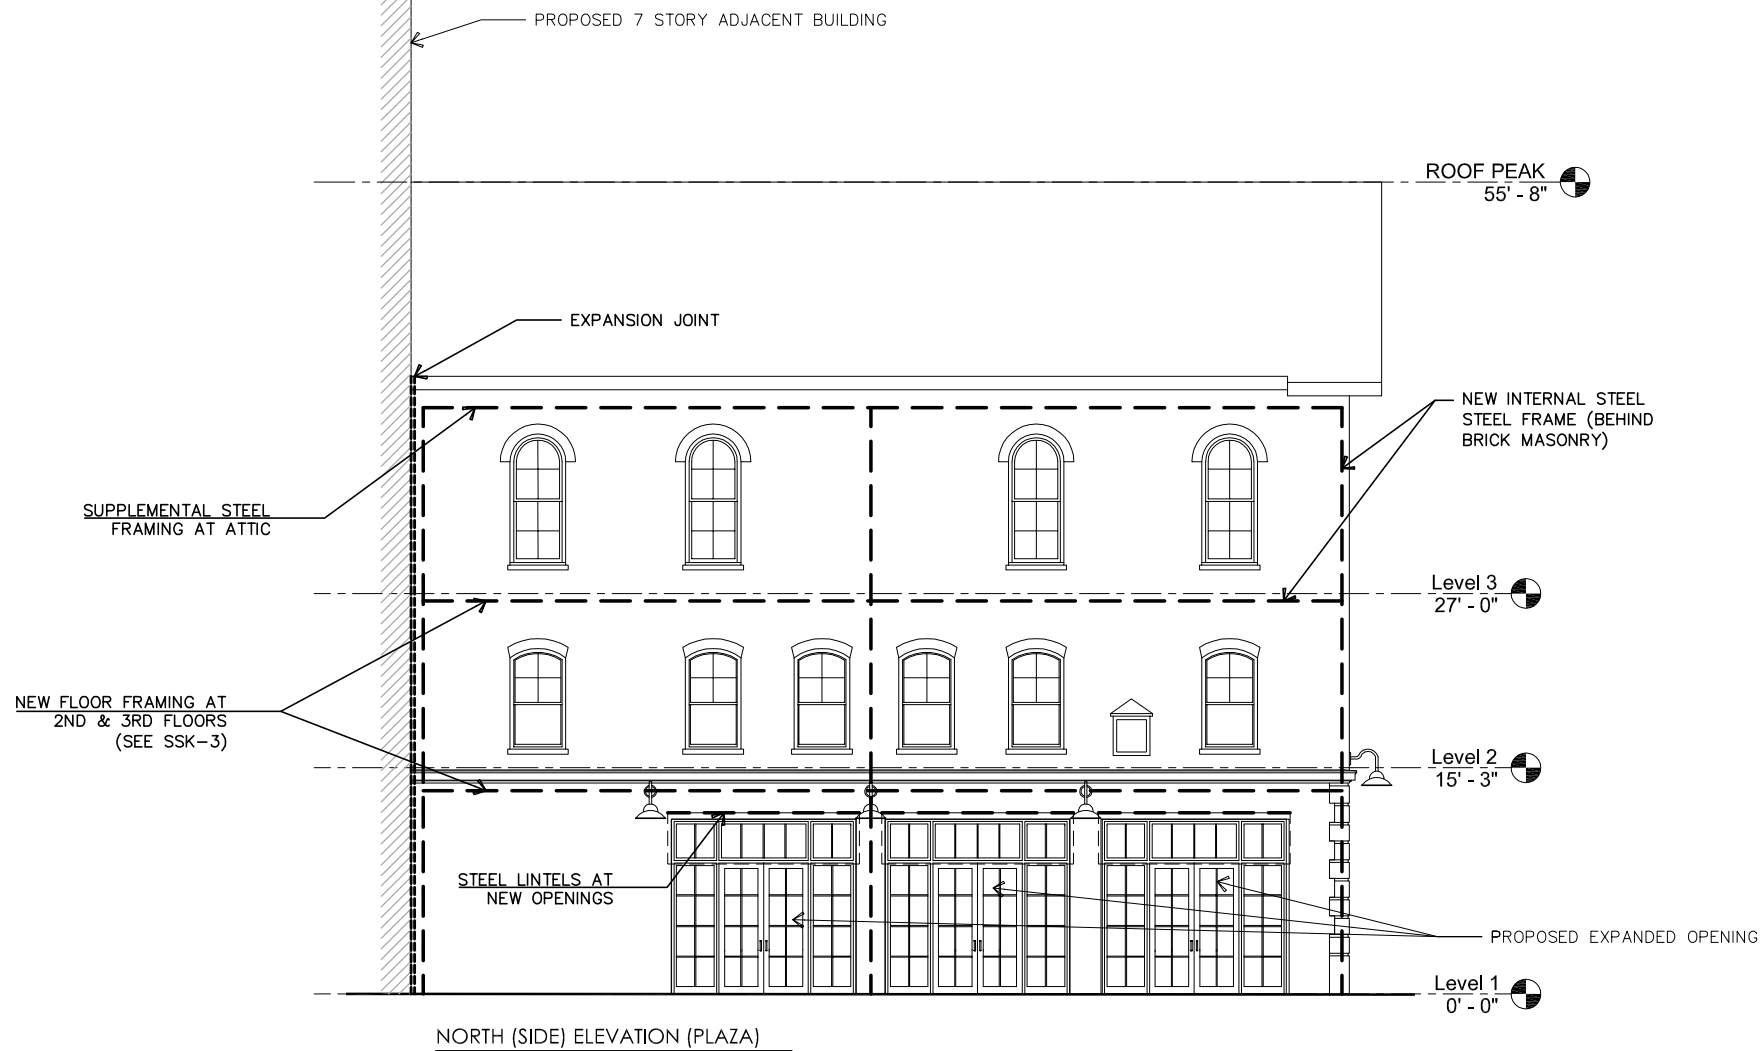 PROPOSED 7 STORY ADJACENT BUILDING
ROOF PEAK
55' - 8"
EXPANSION JOINT
NEW INTERNAL STEEL
STEEL FRAME (BEHIND
BRICK MASONRY)
SUPPLEMENTAL STEEL
FRAMING AT ATTIC
Level 3
27' - 0"
NEW FLOOR FRAMING AT
2ND & 3RD FLOORS
(SEE SSK-3)
Level 2
15' - 3"
STEEL LINTELS AT
NEW OPENINGS
PROPOSED EXPANDED OPENING
Level 1
0' - 0"
NORTH (SIDE) ELEVATION (PLAZA)